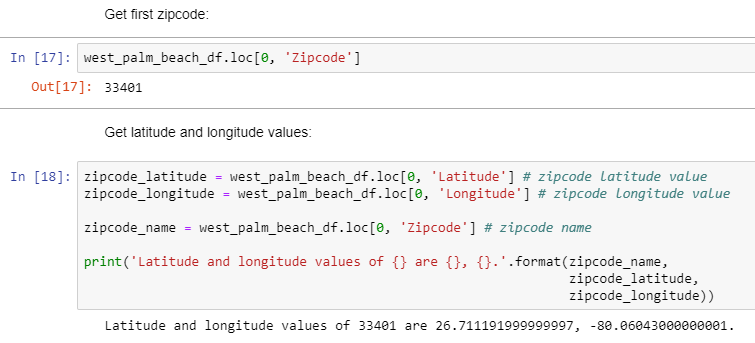 Get first zipcode:
In [17]: west_palm_beach_df.loc[0, 'Zipcode']
Out[17]: 33401
Get latitude and longitude values:
In [18]: zipcode_latitude = west_palm_beach_df.loc[0, 'Latitude'] # zipcode latitude value
zipcode_longitude = west_palm_beach_df.loc[0, 'Longitude'] # zipcode longitude value
zipcode_name = west_palm_beach_df.loc[0, 'Zipcode'] # zipcode name
print('Latitude and longitude values of {} are {}, {}.'.format(zipcode_name,
zipcode_latitude,
zipcode_longitude))
Latitude and longitude values of 33401 are 26.711191999999997, -80.06043000000001.